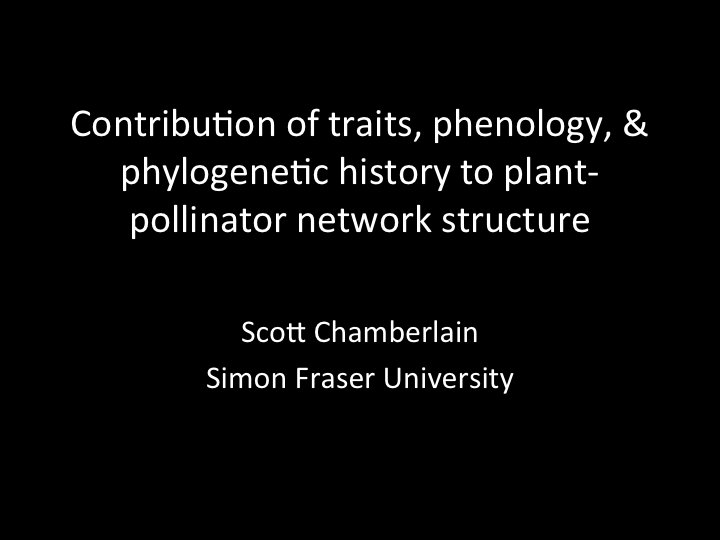 Contribution of traits, phenology, &
phylogenetic history to plant-
pollinator network structure
Scott Chamberlain
Simon Fraser University